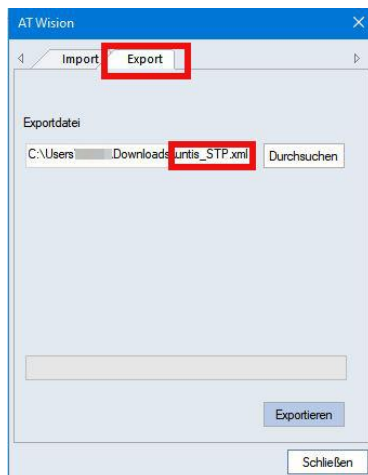 AT Wision
Import Export
Exportdatei
C:\Users\ .Downloads\untis_STP.xml Durchsuchen
Exportieren
Schließen